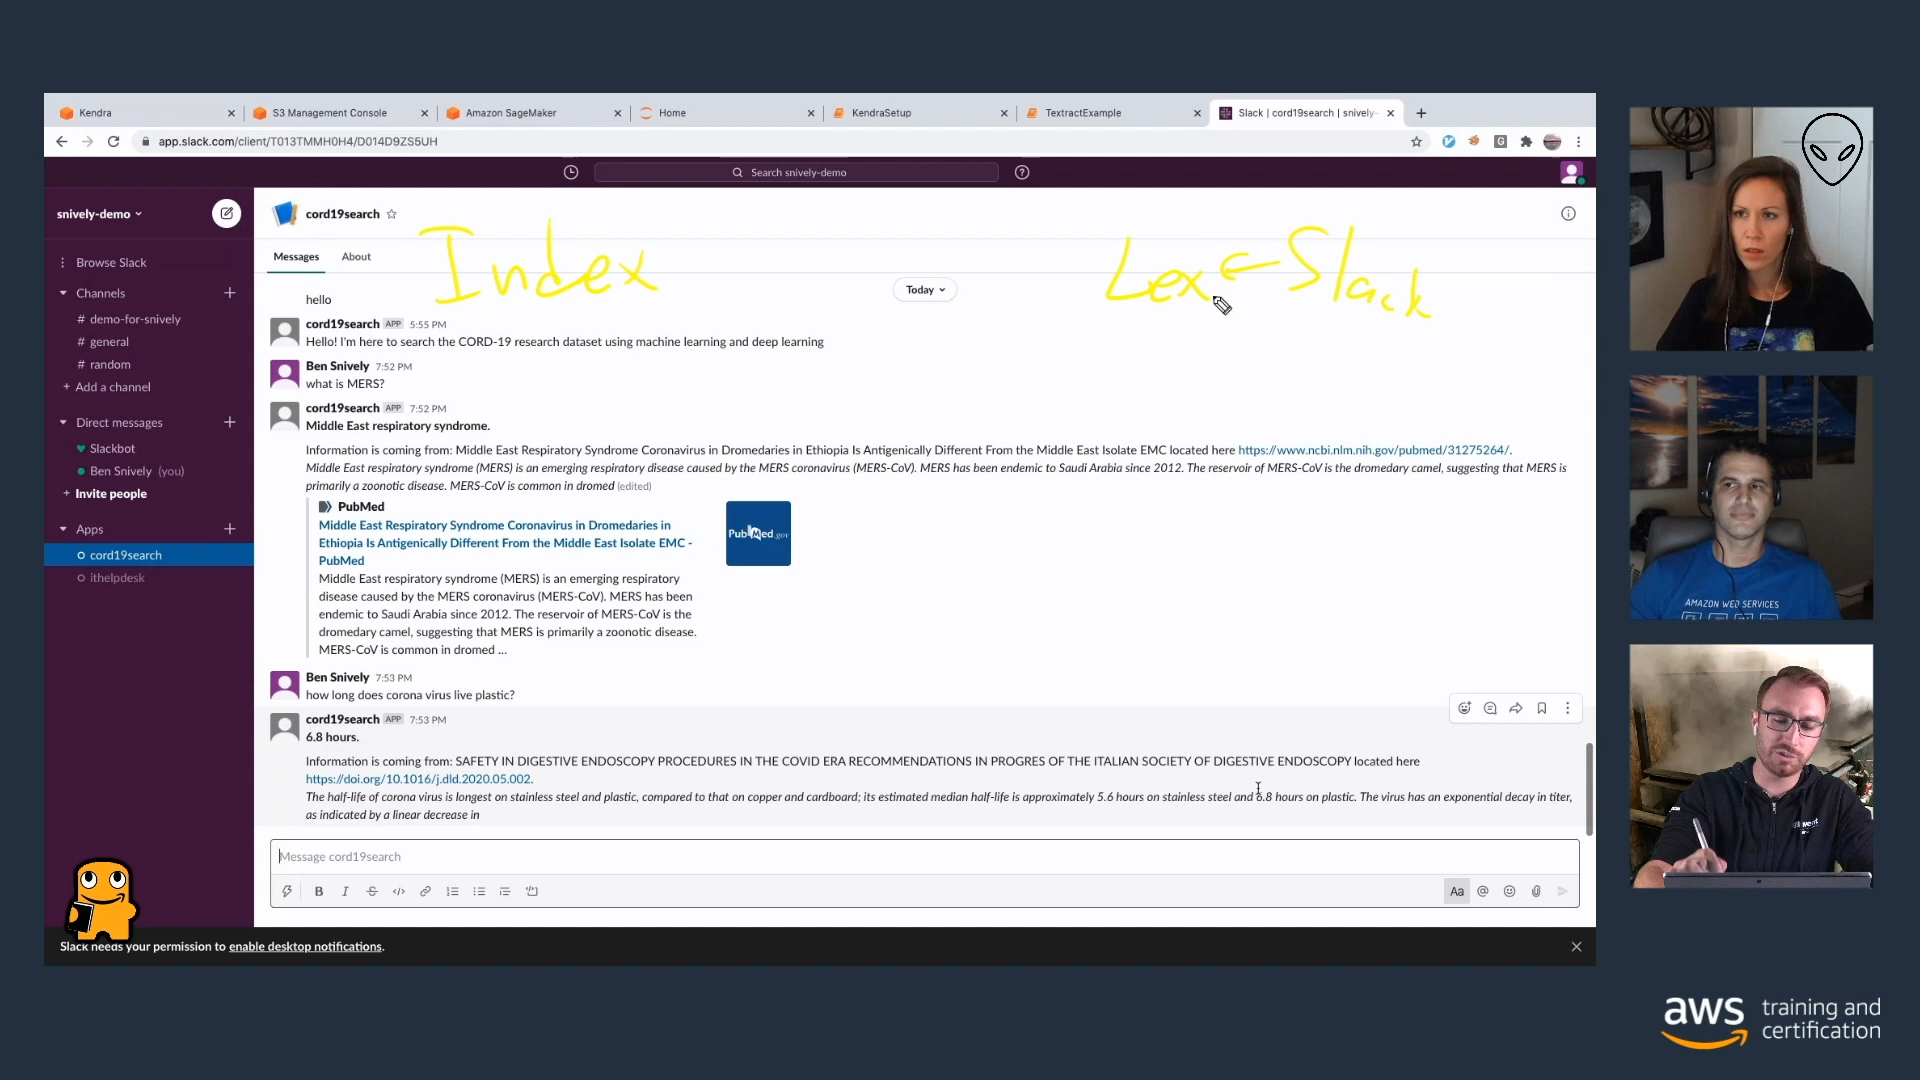 Kendra
S3 Management Console
Amazon SageMaker
Home
KendraSetup
TextractExample
Slack | cord19search | snively-
app.slack.com/client/T013TMMH0H4/D014D9ZS5UH
Search snively-demo
snively-demo
Browse Slack
Channels
# demo-for-snively
# general
# random
+ Add a channel
Direct messages
Slackbot
Ben Snively (you)
+ Invite people
Apps
cord19search
ithelpdesk
cord19search
Messages About
Index
Lex ← Slack
Today
hello
cord19search APP 5:55 PM
Hello! I'm here to search the CORD-19 research dataset using machine learning and deep learning
Ben Snively 7:52 PM
what is MERS?
cord19search APP 7:52 PM
Middle East respiratory syndrome.
Information is coming from: Middle East Respiratory Syndrome Coronavirus in Dromedaries in Ethiopia Is Antigenically Different From the Middle East Isolate EMC located here https://www.ncbi.nlm.nih.gov/pubmed/31275264/.
Middle East respiratory syndrome (MERS) is an emerging respiratory disease caused by the MERS coronavirus (MERS-CoV). MERS has been endemic to Saudi Arabia since 2012. The reservoir of MERS-CoV is the dromedary camel, suggesting that MERS is
primarily a zoonotic disease. MERS-CoV is common in dromed (edited)
PubMed
Middle East Respiratory Syndrome Coronavirus in Dromedaries in
Ethiopia Is Antigenically Different From the Middle East Isolate EMC -
PubMed
Middle East respiratory syndrome (MERS) is an emerging respiratory
disease caused by the MERS coronavirus (MERS-CoV). MERS has been
endemic to Saudi Arabia since 2012. The reservoir of MERS-CoV is the
dromedary camel, suggesting that MERS is primarily a zoonotic disease.
MERS-CoV is common in dromed ...
PubMed.gov
Ben Snively 7:53 PM
how long does corona virus live plastic?
cord19search APP 7:53 PM
6.8 hours.
Information is coming from: SAFETY IN DIGESTIVE ENDOSCOPY PROCEDURES IN THE COVID ERA RECOMMENDATIONS IN PROGRES OF THE ITALIAN SOCIETY OF DIGESTIVE ENDOSCOPY located here
https://doi.org/10.1016/j.dld.2020.05.002.
The half-life of corona virus is longest on stainless steel and plastic, compared to that on copper and cardboard; its estimated median half-life is approximately 5.6 hours on stainless steel and 6.8 hours on plastic. The virus has an exponential decay in titer,
as indicated by a linear decrease in
Message cord19search
B I S </> Aa @
Slack needs your permission to enable desktop notifications.
AMAZON WEB SERVICES
aws training and
certification